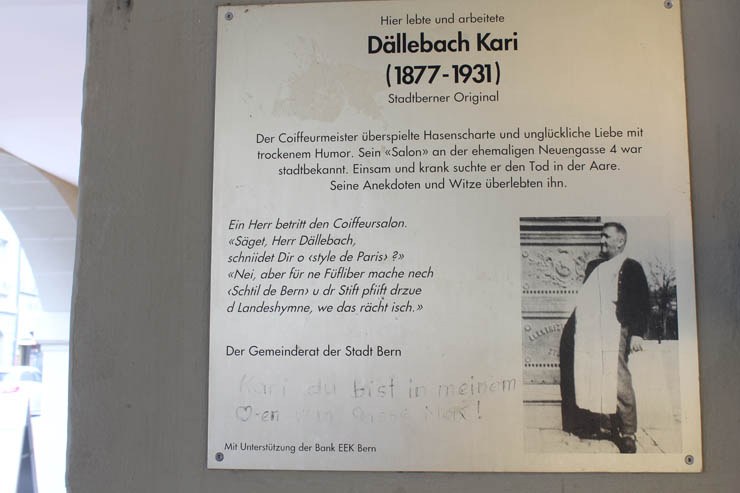 Hier lebte und arbeitete
Dällebach Kari
(1877-1931)
Stadtberner Original
Der Coiffeurmeister überspielte Hasenscharte und unglückliche Liebe mit
trockenem Humor. Sein «Salon» an der ehemaligen Neuengasse 4 war
stadtbekannt. Einsam und krank suchte er den Tod in der Aare.
Seine Anekdoten und Witze überlebten ihn.
Ein Herr betritt den Coiffeursalon.
«Säget, Herr Dällebach,
schniidet Dir o ‹style de Paris› ?»
«Nei, aber für ne Füfliber mache nech
‹Schtil de Bern› u dr Stift pfiift drzue
d Landeshymne, we das rächt isch.»
Der Gemeinderat der Stadt Bern
Kari du bist in meinem
♡-en
Mit Unterstützung der Bank EEK Bern